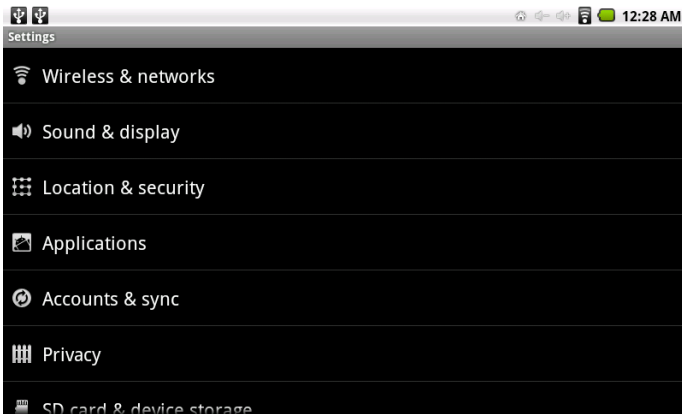 12:28 AM
Settings
Wireless & networks
Sound & display
Location & security
Applications
Accounts & sync
Privacy
SD card & device storage